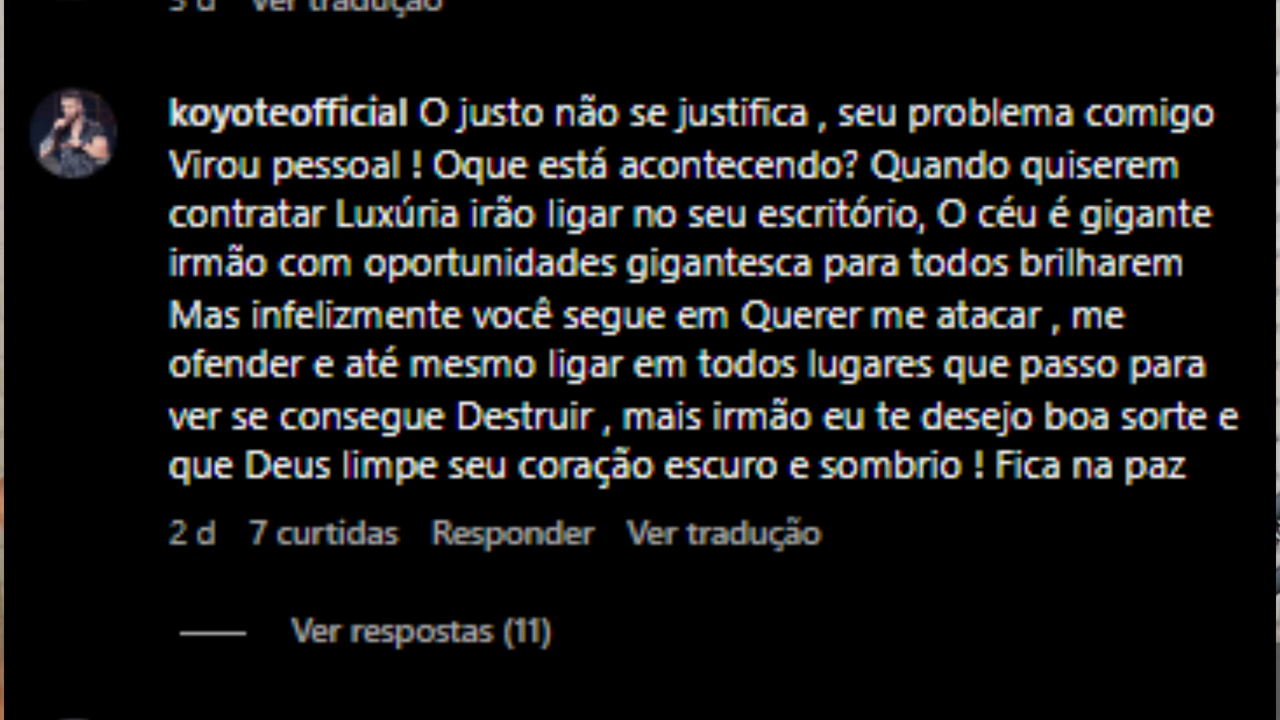 3 d Ver tradução
koyoteofficial O justo não se justifica , seu problema comigo
Virou pessoal ! Oque está acontecendo? Quando quiserem
contratar Luxúria irão ligar no seu escritório, O céu é gigante
irmão com oportunidades gigantesca para todos brilharem
Mas infelizmente você segue em Querer me atacar , me
ofender e até mesmo ligar em todos lugares que passo para
ver se consegue Destruir , mais irmão eu te desejo boa sorte e
que Deus limpe seu coração escuro e sombrio ! Fica na paz
2 d 7 curtidas Responder Ver tradução
Ver respostas (11)